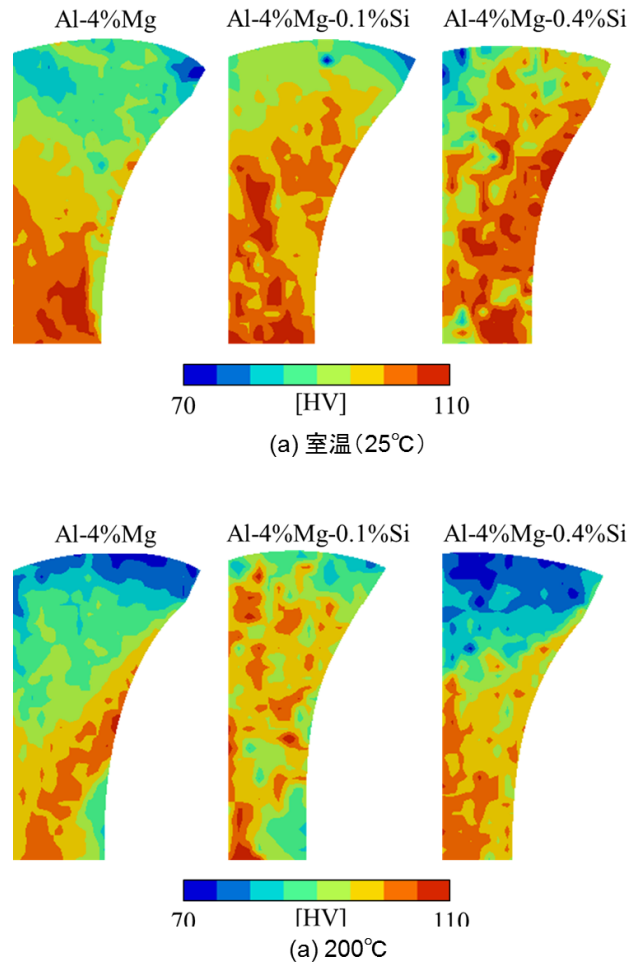 Al-4%Mg Al-4%Mg-0.1%Si Al-4%Mg-0.4%Si
70 [HV] 110
(a) 室温(25℃)
Al-4%Mg Al-4%Mg-0.1%Si Al-4%Mg-0.4%Si
70 [HV] 110
(a) 200℃